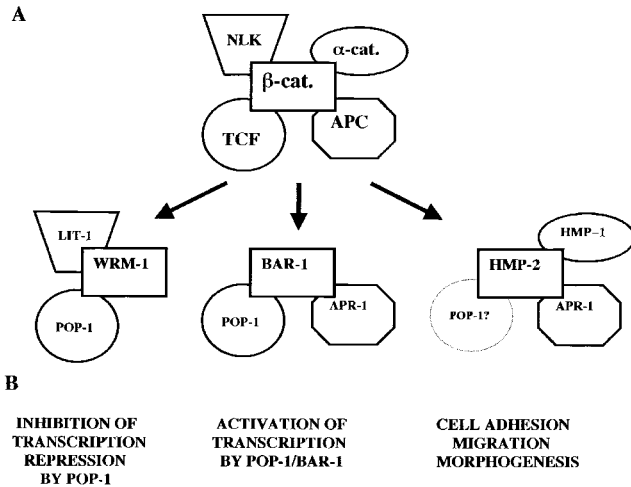 A
NLK
α-cat.
β-cat.
TCF
APC
LIT-1
WRM-1
POP-1
BAR-1
POP-1
APR-1
HMP-1
HMP-2
POP-1?
APR-1
B
INHIBITION OF
TRANSCRIPTION
REPRESSION
BY POP-1
ACTIVATION OF
TRANSCRIPTION
BY POP-1/BAR-1
CELL ADHESION
MIGRATION
MORPHOGENESIS